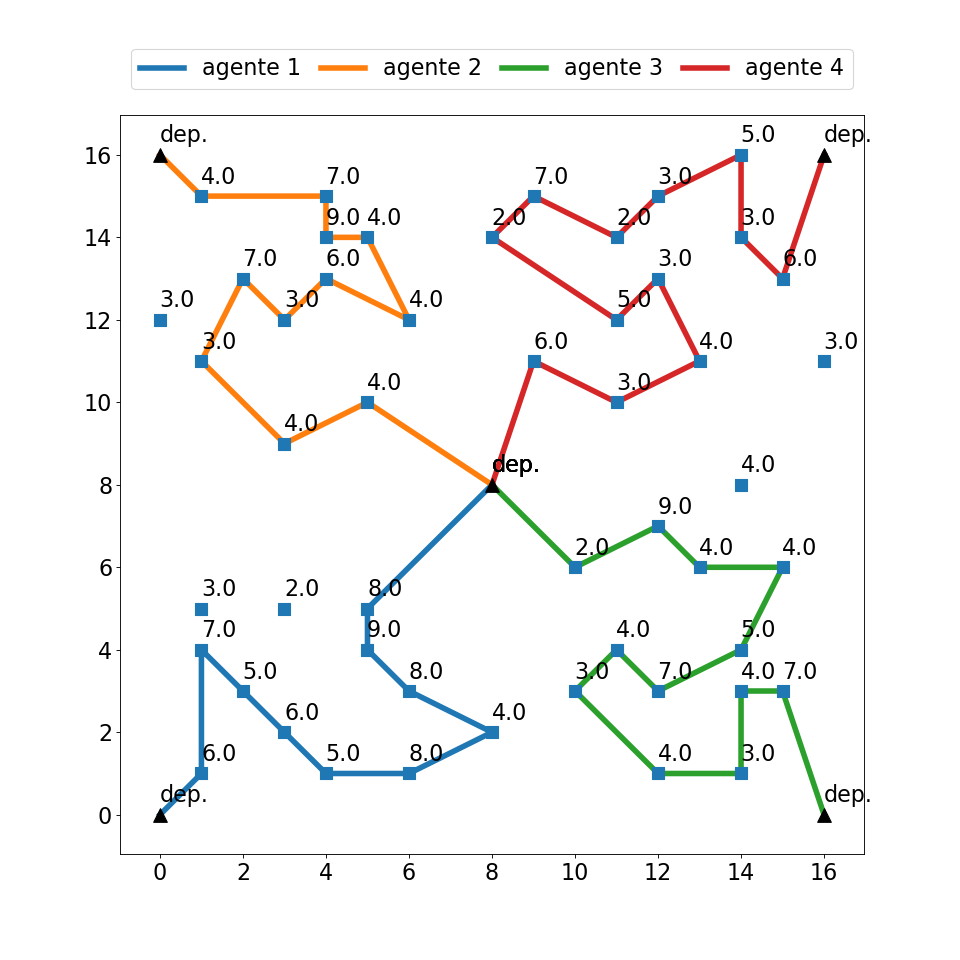 agente 1 agente 2 agente 3 agente 4
dep. 5.0 dep.
16
4.0 7.0 7.0 3.0
9.0 4.0 2.0 2.0 3.0
14
7.0 6.0 3.0 6.0
3.0 3.0 4.0 5.0
12
3.0 6.0 4.0 3.0
4.0 3.0
10
4.0
dep. 4.0
8
9.0
2.0 4.0 4.0
6
3.0 2.0 8.0
7.0 9.0 4.0 5.0
4
5.0 8.0 3.0 7.0 4.0 7.0
6.0 4.0
2
6.0 5.0 8.0 4.0 3.0
dep. dep.
0
0 2 4 6 8 10 12 14 16